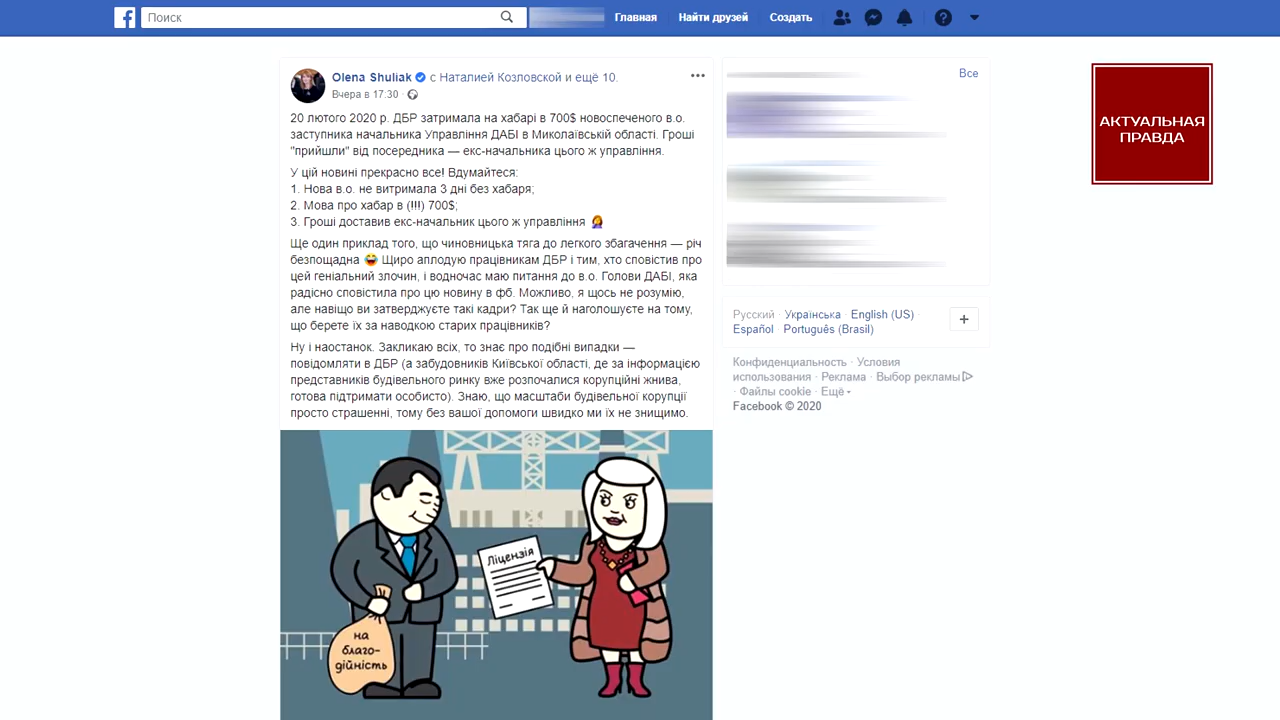 Поиск
Главная
Найти друзей
Создать
Olena Shuliak с Наталией Козловской и ещё 10.
Вчера в 17:30 ·
20 лютого 2020 р. ДБР затримала на хабарі в 700$ новоспеченого в.о.
заступника начальника Управління ДАБІ в Миколаївській області. Гроші
"прийшли" від посередника — екс-начальника цього ж управління.
У цій новині прекрасно все! Вдумайтеся:
1. Нова в.о. не витримала 3 дні без хабаря;
2. Мова про хабар в (!!!) 700$;
3. Гроші доставив екс-начальник цього ж управління 🤦‍♀️
Ще один приклад того, що чиновницька тяга до легкого збагачення — річ
безпощадна 😂 Щиро аплодую працівникам ДБР і тим, хто сповістив про
цей геніальний злочин, і водночас маю питання до в.о. Голови ДАБІ, яка
радісно сповістила про цю новину в фб. Можливо, я щось не розумію,
але навіщо ви затверджуєте такі кадри? Так ще й наголошуєте на тому,
що берете їх за наводкою старих працівників?
Ну і наостанок. Закликаю всіх, то знає про подібні випадки —
повідомляти в ДБР (а забудовників Київської області, де за інформацією
представників будівельного ринку вже розпочалися корупційні жнива,
готова підтримати особисто). Знаю, що масштаби будівельної корупції
просто страшенні, тому без вашої допомоги швидко ми їх не знищимо.
Ліцензія
на
благо-
дійність
Все
Русский · Українська · English (US) ·
Español · Português (Brasil)
Конфиденциальность · Условия
использования · Реклама · Выбор рекламы
· Файлы cookie · Ещё
Facebook © 2020
АКТУАЛЬНАЯ
ПРАВДА